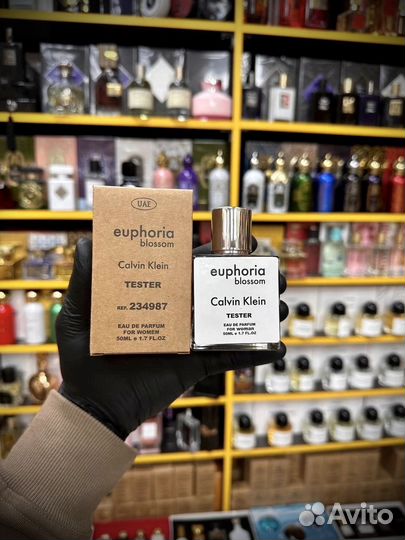 UAE
euphoria
blossom
Calvin Klein
TESTER
REF. 234987
EAU DE PARFUM
FOR WOMEN
50ML e 1.7 FL.OZ
euphoria
blossom
Calvin Klein
TESTER
EAU DE PARFUM
FOR WOMAN
50ML e 1.7 FL.OZ
Avito